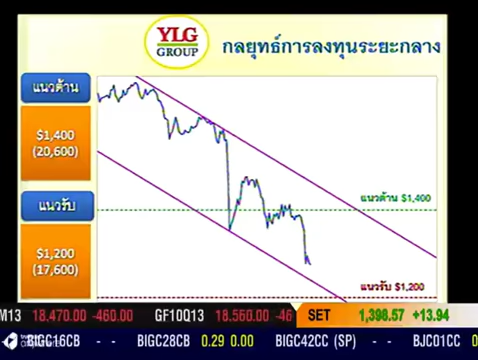 YLG
GROUP
กลยุทธ์การลงทุนระยะกลาง
แนวต้าน
$1,400
(20,600)
แนวรับ
$1,200
(17,600)
แนวต้าน $1,400
แนวรับ $1,200
M13 18,470.00 -460.00 GF10Q13 18,560.00 -46 SET 1,398.57 +13.94
BIGC16CB - - BIGC28CB 0.29 0.00 BIGC42CC (SP) - - BJC01CC